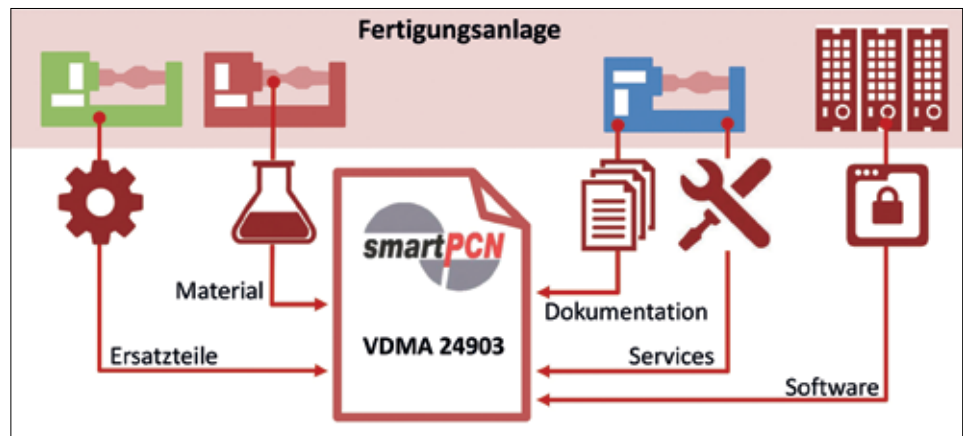 Fertigungsanlage
smartPCN
Material
Dokumentation
VDMA 24903
Ersatzteile
Services
Software